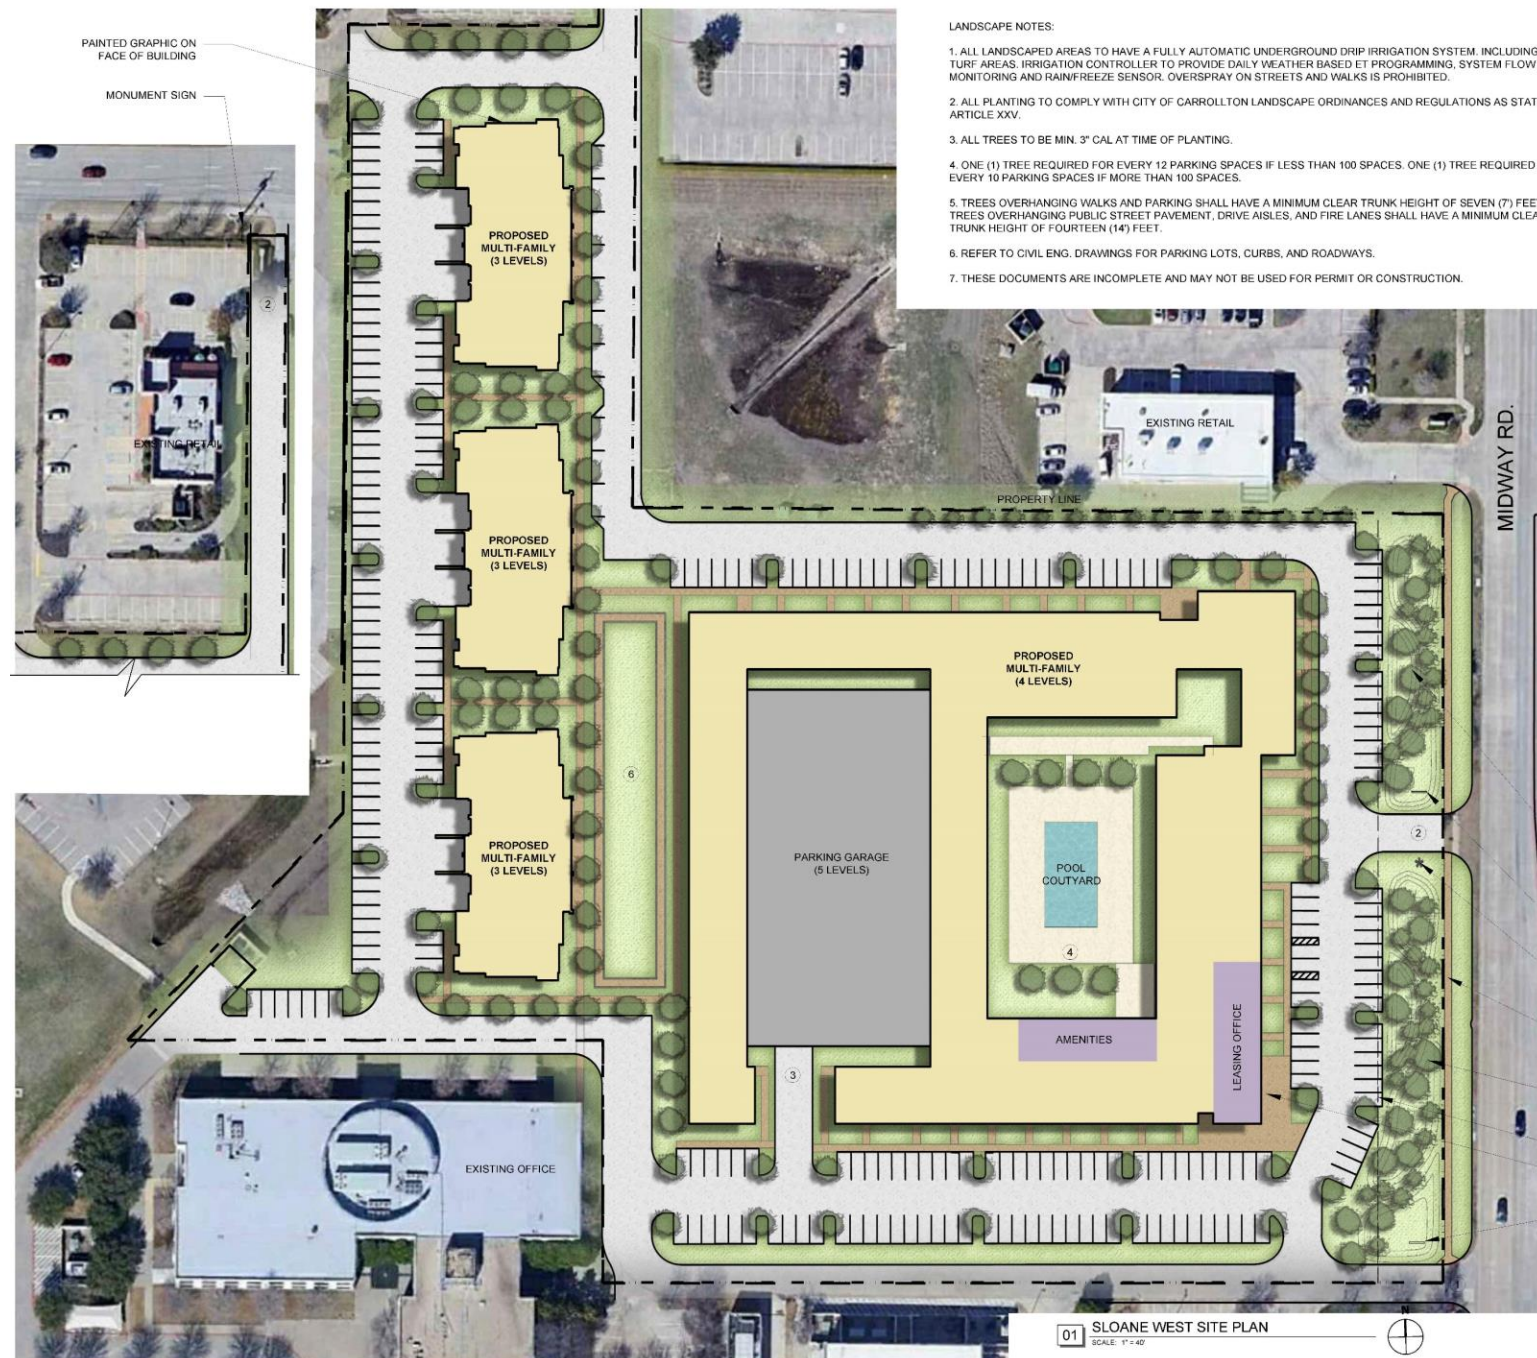 PAINTED GRAPHIC ON
FACE OF BUILDING
MONUMENT SIGN
LANDSCAPE NOTES:
1. ALL LANDSCAPED AREAS TO HAVE A FULLY AUTOMATIC UNDERGROUND DRIP IRRIGATION SYSTEM. INCLUDING
TURF AREAS. IRRIGATION CONTROLLER TO PROVIDE DAILY WEATHER BASED ET PROGRAMMING, SYSTEM FLOW
MONITORING AND RAIN/FREEZE SENSOR. OVERSPRAY ON STREETS AND WALKS IS PROHIBITED.
2. ALL PLANTING TO COMPLY WITH CITY OF CARROLLTON LANDSCAPE ORDINANCES AND REGULATIONS AS STAT
ARTICLE XXV.
3. ALL TREES TO BE MIN. 3" CAL AT TIME OF PLANTING.
4. ONE (1) TREE REQUIRED FOR EVERY 12 PARKING SPACES IF LESS THAN 100 SPACES. ONE (1) TREE REQUIRED
EVERY 10 PARKING SPACES IF MORE THAN 100 SPACES.
5. TREES OVERHANGING WALKS AND PARKING SHALL HAVE A MINIMUM CLEAR TRUNK HEIGHT OF SEVEN (7') FEE
TREES OVERHANGING PUBLIC STREET PAVEMENT, DRIVE AISLES, AND FIRE LANES SHALL HAVE A MINIMUM CLEA
TRUNK HEIGHT OF FOURTEEN (14') FEET.
6. REFER TO CIVIL ENG. DRAWINGS FOR PARKING LOTS, CURBS, AND ROADWAYS.
7. THESE DOCUMENTS ARE INCOMPLETE AND MAY NOT BE USED FOR PERMIT OR CONSTRUCTION.
PROPOSED
MULTI-FAMILY
(3 LEVELS)
2
EXISTING RETAIL
EXISTING RETAIL
MIDWAY RD.
PROPERTY LINE
PROPOSED
MULTI-FAMILY
(3 LEVELS)
PROPOSED
MULTI-FAMILY
(4 LEVELS)
6
PROPOSED
MULTI-FAMILY
(3 LEVELS)
PARKING GARAGE
(5 LEVELS)
POOL
COUTYARD
2
4
AMENITIES
LEASING OFFICE
3
EXISTING OFFICE
01 SLOANE WEST SITE PLAN
SCALE: 1" = 40'
N